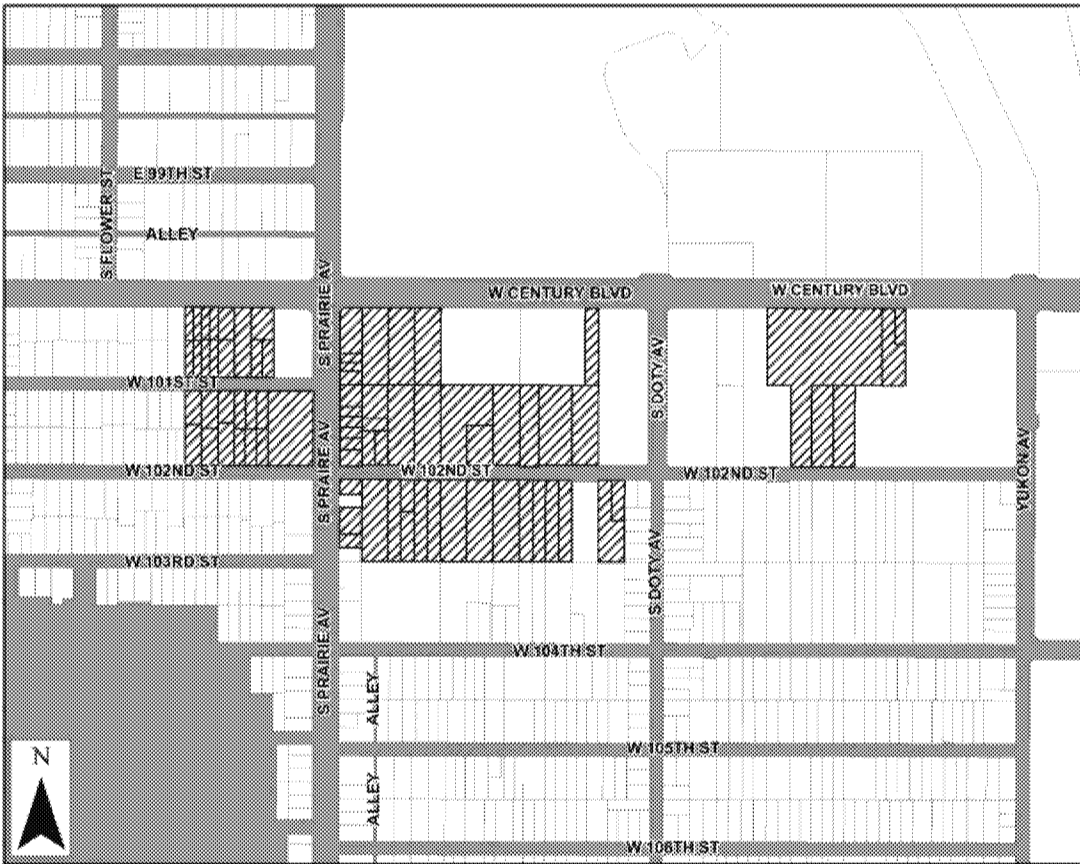 S FLOWER ST
E 99TH ST
ALLEY
S PRAIRIE AV
W CENTURY BLVD
W CENTURY BLVD
W 101ST ST
S DOTY AV
S PRAIRIE AV
W 102ND ST
W 102ND ST
W 102ND ST
YUKON AV
W 103RD ST
S DOTY AV
S PRAIRIE AV
W 104TH ST
ALLEY
N
W 105TH ST
ALLEY
W 106TH ST